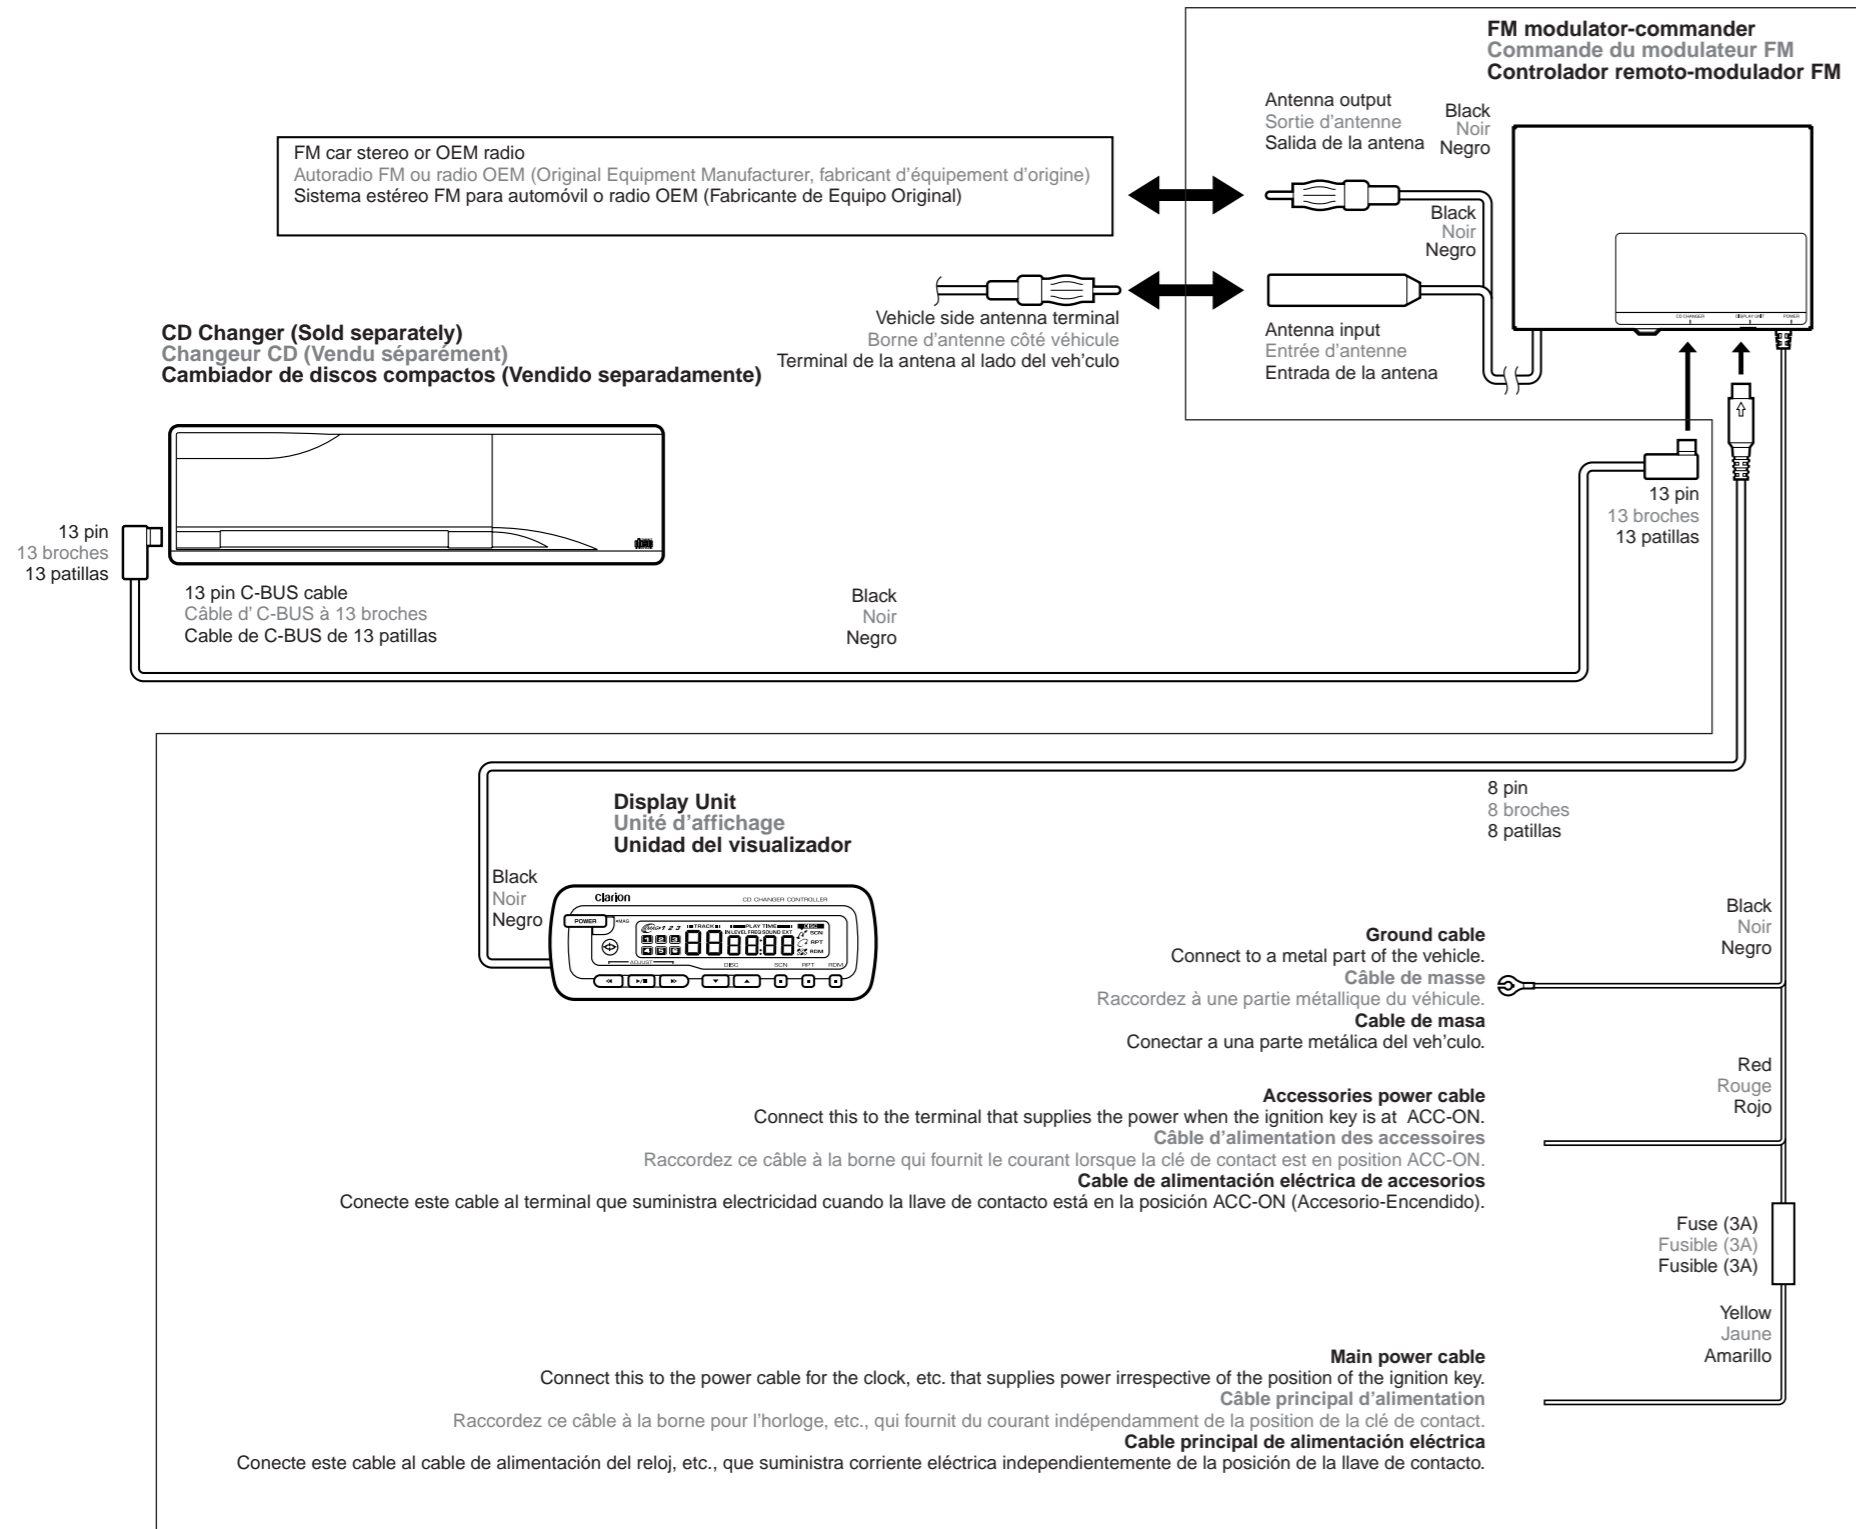 FM modulator-commander
Commande du modulateur FM
Controlador remoto-modulador FM
Antenna output
Sortie d'antenne
Salida de la antena
Black
Noir
Negro
FM car stereo or OEM radio
Autoradio FM ou radio OEM (Original Equipment Manufacturer, fabricant d'équipement d'origine)
Sistema estéreo FM para automóvil o radio OEM (Fabricante de Equipo Original)
Black
Noir
Negro
Vehicle side antenna terminal
Borne d'antenne côté véhicule
Terminal de la antena al lado del veh'culo
Antenna input
Entrée d'antenne
Entrada de la antena
CD CHANGER
DISPLAY UNIT
POWER
CD Changer (Sold separately)
Changeur CD (Vendu séparément)
Cambiador de discos compactos (Vendido separadamente)
13 pin
13 broches
13 patillas
13 pin
13 broches
13 patillas
13 pin C-BUS cable
Câble d' C-BUS à 13 broches
Cable de C-BUS de 13 patillas
Black
Noir
Negro
8 pin
8 broches
8 patillas
Display Unit
Unité d'affichage
Unidad del visualizador
Black
Noir
Negro
clarion
CD CHANGER CONTROLLER
POWER
MAG
MAG 1 2 3
TRACK
PLAY TIME
DISC
IN LEVEL FREQ SOUND EXT
SCN
1 2 3
RPT
4 5 6
88 88:88
RDM
ADJUST
DISC
SCN
RPT
RDM
Black
Noir
Negro
Ground cable
Connect to a metal part of the vehicle.
Câble de masse
Raccordez à une partie métallique du véhicule.
Cable de masa
Conectar a una parte metálica del veh'culo.
Red
Rouge
Rojo
Accessories power cable
Connect this to the terminal that supplies the power when the ignition key is at  ACC-ON.
Câble d'alimentation des accessoires
Raccordez ce câble à la borne qui fournit le courant lorsque la clé de contact est en position ACC-ON.
Cable de alimentación eléctrica de accesorios
Conecte este cable al terminal que suministra electricidad cuando la llave de contacto está en la posición ACC-ON (Accesorio-Encendido).
Fuse (3A)
Fusible (3A)
Fusible (3A)
Yellow
Jaune
Amarillo
Main power cable
Connect this to the power cable for the clock, etc. that supplies power irrespective of the position of the ignition key.
Câble principal d'alimentation
Raccordez ce câble à la borne pour l'horloge, etc., qui fournit du courant indépendamment de la position de la clé de contact.
Cable principal de alimentación eléctrica
Conecte este cable al cable de alimentación del reloj, etc., que suministra corriente eléctrica independientemente de la posición de la llave de contacto.